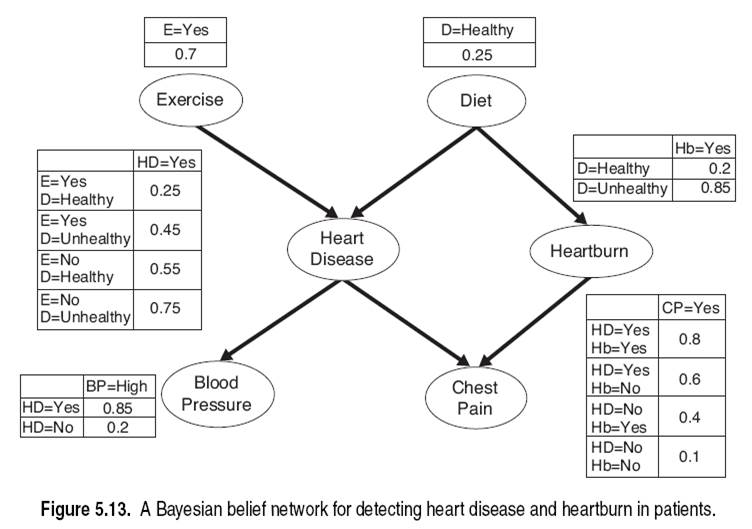 E=Yes
0.7
D=Healthy
0.25
Exercise
Diet
Hb=Yes
D=Healthy 0.2
D=Unhealthy 0.85
HD=Yes
E=Yes
D=Healthy 0.25
E=Yes
D=Unhealthy 0.45
E=No
D=Healthy 0.55
E=No
D=Unhealthy 0.75
Heart
Disease
Heartburn
CP=Yes
HD=Yes
Hb=Yes 0.8
HD=Yes
Hb=No 0.6
HD=No
Hb=Yes 0.4
HD=No
Hb=No 0.1
BP=High
HD=Yes 0.85
HD=No 0.2
Blood
Pressure
Chest
Pain
Figure 5.13. A Bayesian belief network for detecting heart disease and heartburn in patients.